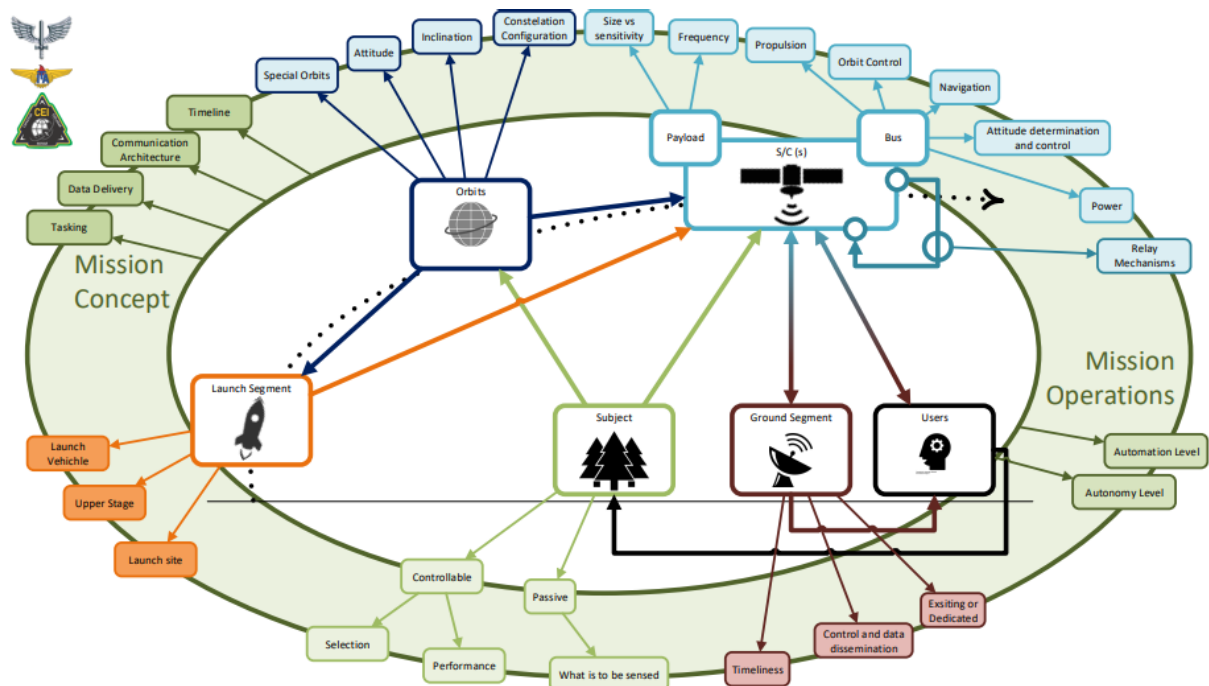 Constelation
Configuration
Size vs
sensitivity
Inclination
Frequency
Attitude
Propulsion
Orbit Control
Special Orbits
Navigation
Timeline
Payload
Bus
Attitude determination
and control
Communication
Architecture
S/C (s)
Data Delivery
Orbits
Power
Tasking
Relay
Mechanisms
Mission
Concept
Mission
Operations
Launch Segment
Subject
Ground Segment
Users
Launch
Vehichle
Automation Level
Upper Stage
Autonomy Level
Launch site
Controllable
Passive
Exsiting or
Dedicated
Selection
Performance
What is to be sensed
Timeliness
Control and data
dissemination
CEI